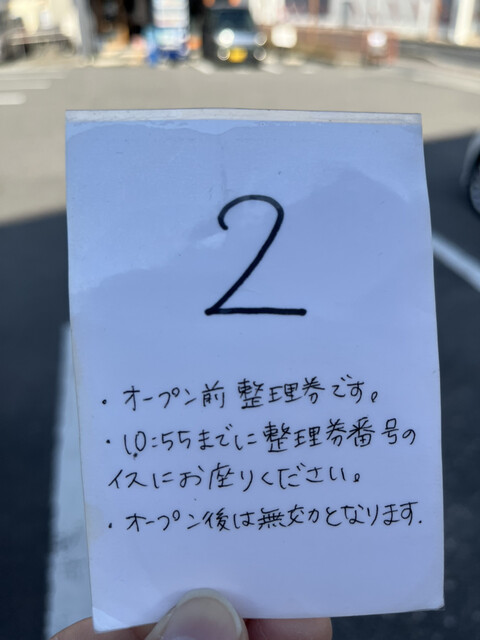 2
・オープン前整理券です。
・10:55までに整理券番号の
イスにお座りください。
・オープン後は無効となります.